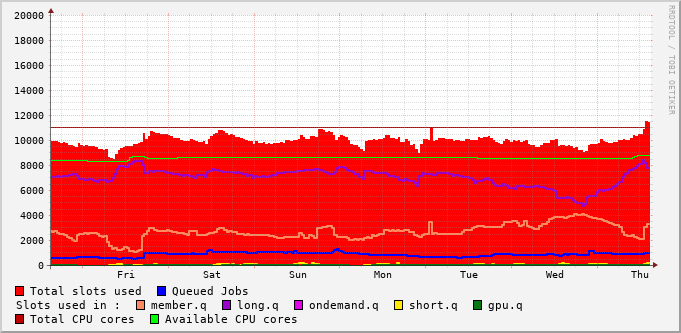 20000
18000
16000
14000
12000
10000
8000
6000
4000
2000
0
Fri Sat Sun Mon Tue Wed Thu
RRDTOOL / TOBI OETIKER
Total slots used Queued Jobs
Slots used in : member.q long.q ondemand.q short.q gpu.q
Total CPU cores Available CPU cores